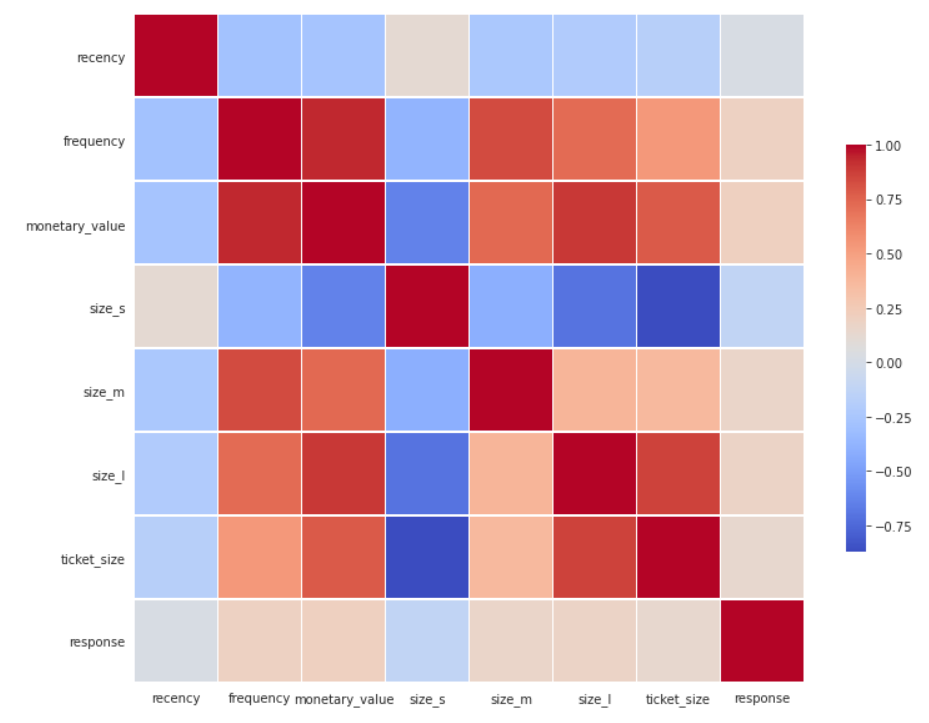 recency
frequency
monetary_value
size_s
size_m
size_l
ticket_size
response
recency frequency monetary_value size_s size_m size_l ticket_size response
1.00
0.75
0.50
0.25
0.00
−0.25
−0.50
−0.75